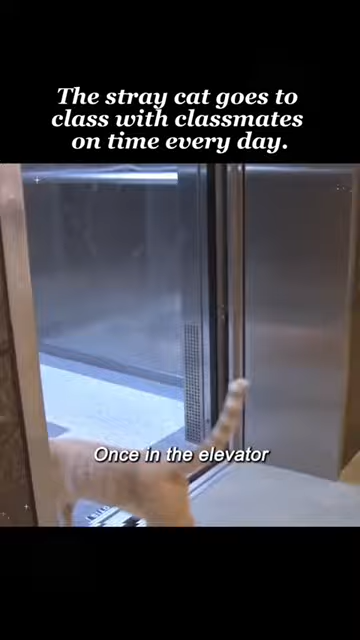 The stray cat goes to
class with classmates
on time every day.
Once in the elevator